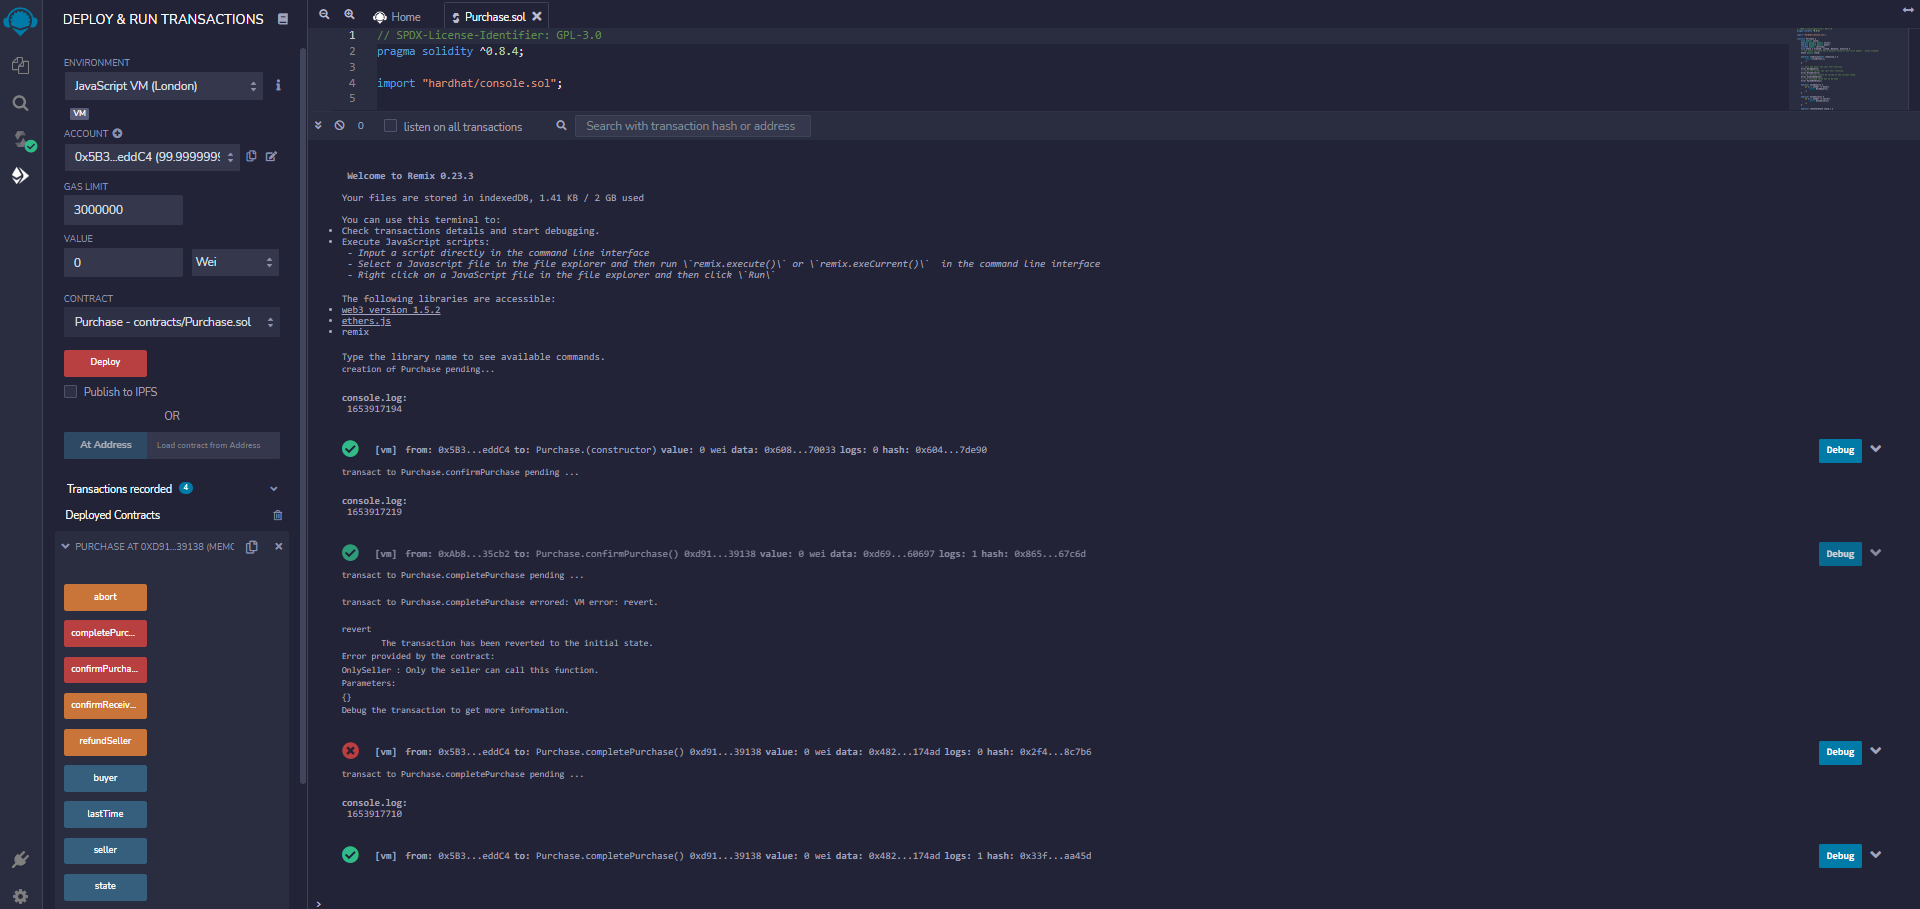 DEPLOY & RUN TRANSACTIONS
ENVIRONMENT
JavaScript VM (London)
VM
ACCOUNT
0x5B3...eddC4 (99.9999999
GAS LIMIT
3000000
VALUE
0
Wei
CONTRACT
Purchase - contracts/Purchase.sol
Deploy
Publish to IPFS
OR
At Address
Load contract from Address
Transactions recorded 4
Deployed Contracts
PURCHASE AT 0XD91...39138 (MEMO
abort
completePurc...
confirmPurcha...
confirmReceiv...
refundSeller
buyer
lastTime
seller
state
Home
Purchase.sol
1 // SPDX-License-Identifier: GPL-3.0
2 pragma solidity ^0.8.4;
3
4 import "hardhat/console.sol";
5
0
listen on all transactions
Search with transaction hash or address
Welcome to Remix 0.23.3
Your files are stored in indexedDB, 1.41 KB / 2 GB used
You can use this terminal to:
• Check transactions details and start debugging.
• Execute JavaScript scripts:
- Input a script directly in the command line interface
- Select a Javascript file in the file explorer and then run \`remix.execute()\` or \`remix.exeCurrent()\` in the command line interface
- Right click on a JavaScript file in the file explorer and then click \`Run\`
The following libraries are accessible:
• web3 version 1.5.2
• ethers.js
• remix
Type the library name to see available commands.
creation of Purchase pending...
console.log:
1653917194
[vm] from: 0x5B3...eddC4 to: Purchase.(constructor) value: 0 wei data: 0x608...70033 logs: 0 hash: 0x604...7de90
Debug
transact to Purchase.confirmPurchase pending ...
console.log:
1653917219
[vm] from: 0xAb8...35cb2 to: Purchase.confirmPurchase() 0xd91...39138 value: 0 wei data: 0xd69...60697 logs: 1 hash: 0x865...67c6d
Debug
transact to Purchase.completePurchase pending ...
transact to Purchase.completePurchase errored: VM error: revert.
revert
The transaction has been reverted to the initial state.
Error provided by the contract:
OnlySeller : Only the seller can call this function.
Parameters:
{}
Debug the transaction to get more information.
[vm] from: 0x5B3...eddC4 to: Purchase.completePurchase() 0xd91...39138 value: 0 wei data: 0x482...174ad logs: 0 hash: 0x2f4...8c7b6
Debug
transact to Purchase.completePurchase pending ...
console.log:
1653917710
[vm] from: 0x5B3...eddC4 to: Purchase.completePurchase() 0xd91...39138 value: 0 wei data: 0x482...174ad logs: 1 hash: 0x33f...aa45d
Debug
>